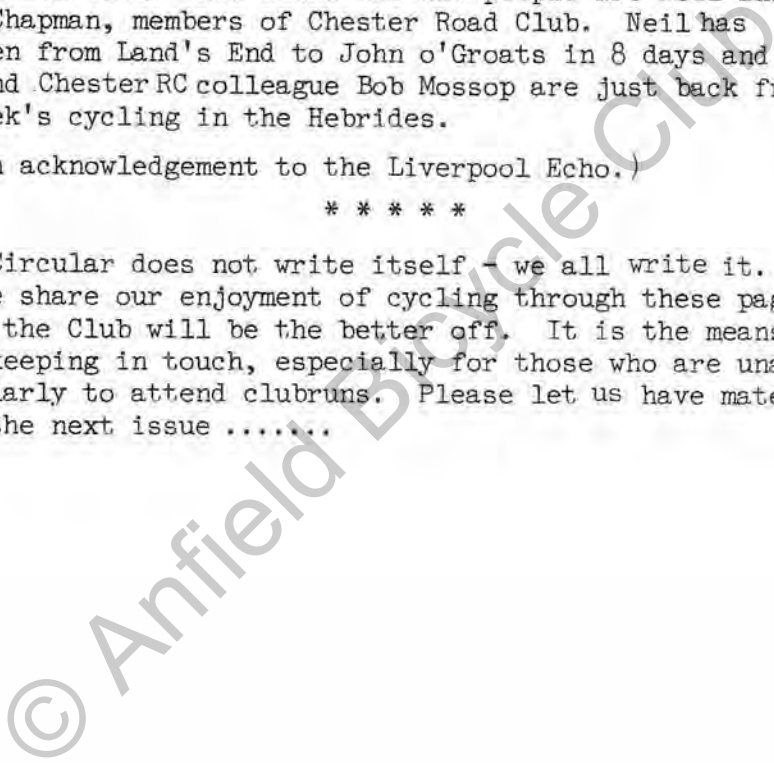 Chapman, members of Chester Road Club. Neil has
en from Land's End to John o'Groats in 8 days and
nd Chester RC colleague Bob Mossop are just back f
ek's cycling in the Hebrides.
acknowledgement to the Liverpool Echo.)
* * * * *
Circular does not write itself - we all write it.
e share our enjoyment of cycling through these pag
the Club will be the better off. It is the means
keeping in touch, especially for those who are una
larly to attend clubruns. Please let us have mate
the next issue .......
© Anfield Bicycle Club